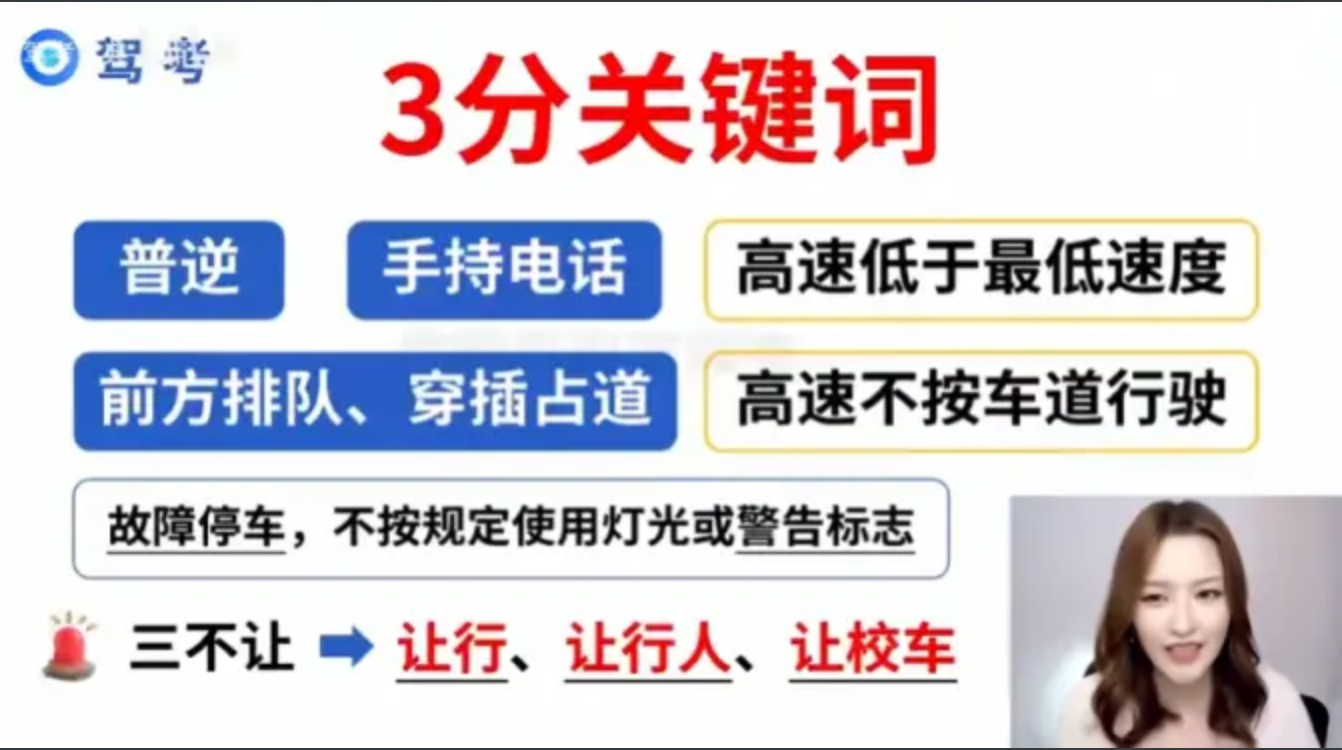 驾考
3分关键词
普逆 手持电话 高速低于最低速度
前方排队、穿插占道 高速不按车道行驶
故障停车，不按规定使用灯光或警告标志
三不让 让行、让行人、让校车